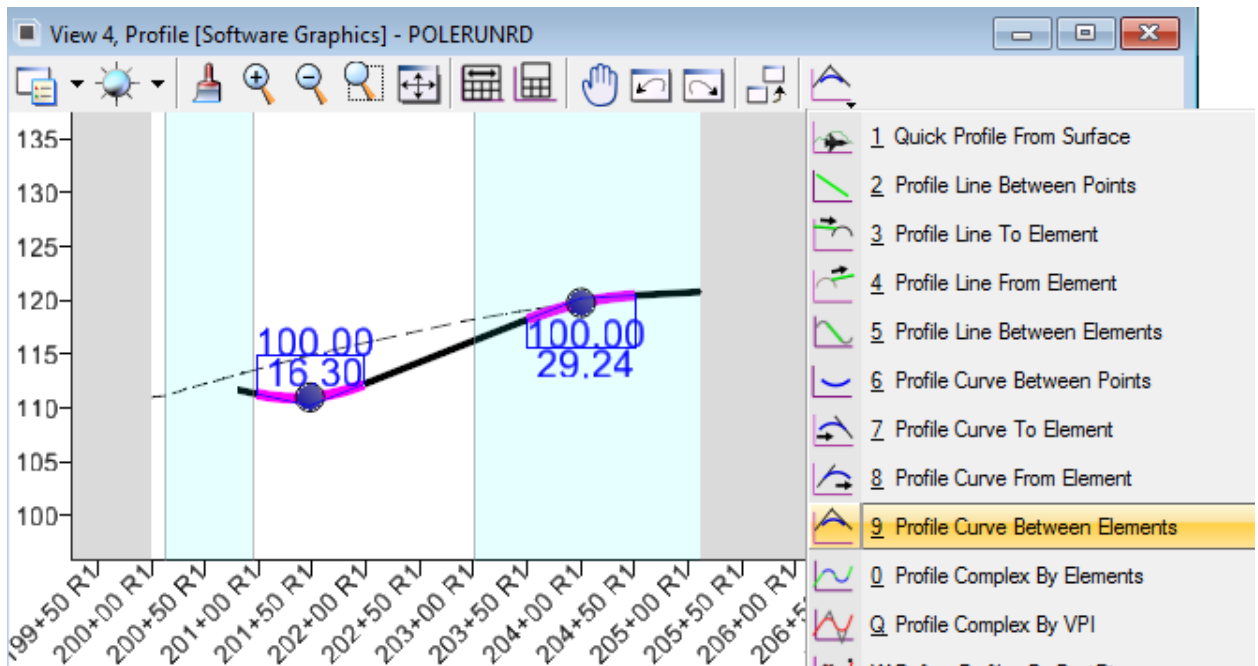 View 4, Profile [Software Graphics] - POLERUNRD
1 Quick Profile From Surface
2 Profile Line Between Points
3 Profile Line To Element
4 Profile Line From Element
5 Profile Line Between Elements
6 Profile Curve Between Points
7 Profile Curve To Element
8 Profile Curve From Element
9 Profile Curve Between Elements
0 Profile Complex By Elements
Q Profile Complex By VPI
135
130
125
120
115
110
105
100
100.00
16.30
100.00
29.24
199+50 R1
200+00 R1
200+50 R1
201+00 R1
201+50 R1
202+00 R1
202+50 R1
203+00 R1
203+50 R1
204+00 R1
204+50 R1
205+00 R1
205+50 R1
206+00 R1